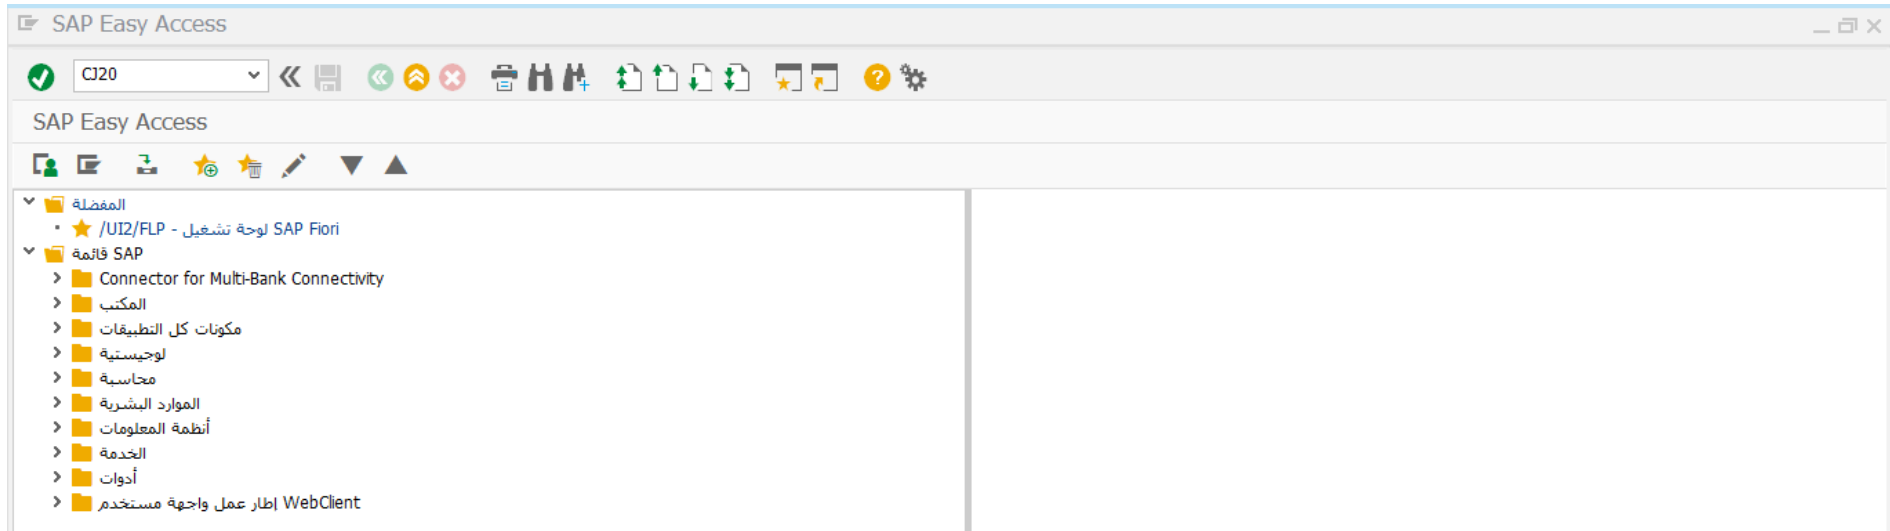 SAP Easy Access
CJ20
SAP Easy Access
المفضلة
/UI2/FLP - لوحة تشغيل SAP Fiori
قائمة SAP
Connector for Multi-Bank Connectivity
المكتب
مكونات كل التطبيقات
لوجيستية
محاسبة
الموارد البشرية
أنظمة المعلومات
الخدمة
أدوات
إطار عمل واجهة مستخدم WebClient